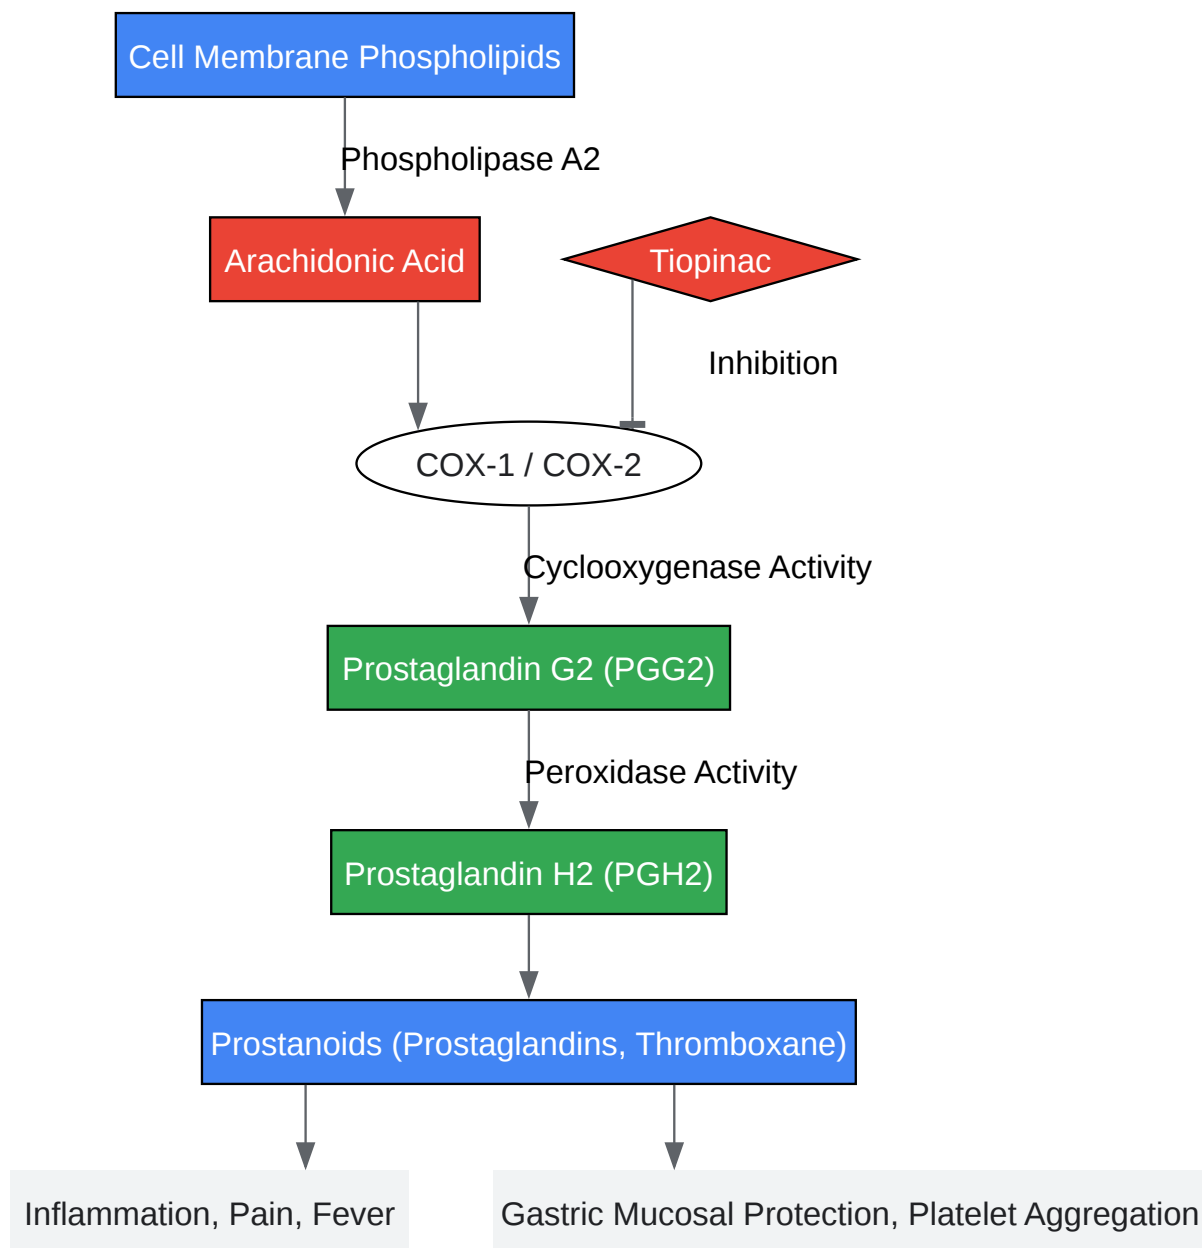 Cell Membrane Phospholipids
Phospholipase A2
Arachidonic Acid
Tiopinac
Inhibition
COX-1 / COX-2
Cyclooxygenase Activity
Prostaglandin G2 (PGG2)
Peroxidase Activity
Prostaglandin H2 (PGH2)
Prostanoids (Prostaglandins, Thromboxane)
Inflammation, Pain, Fever
Gastric Mucosal Protection, Platelet Aggregation